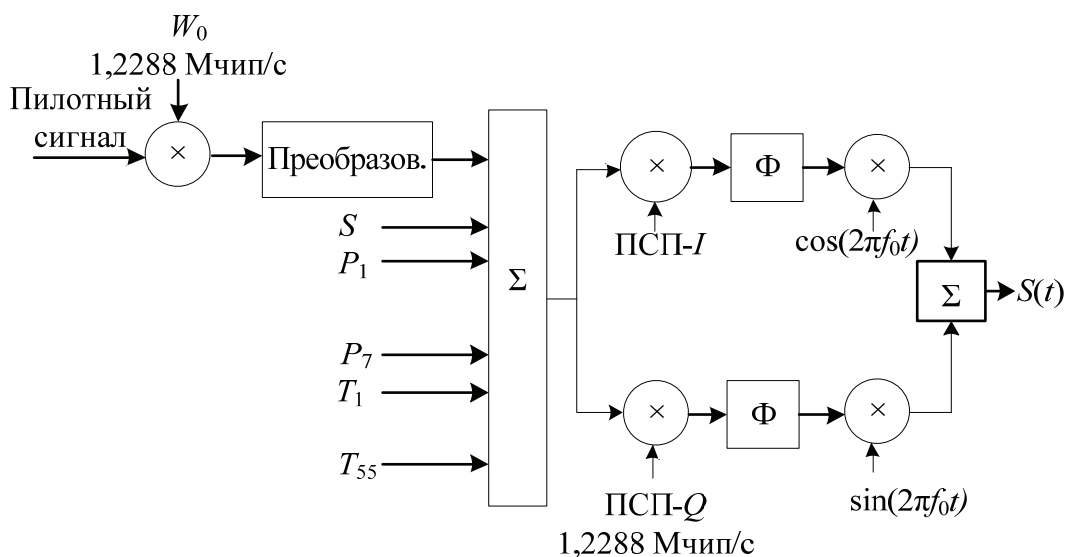 W₀
1,2288 Мчип/с
Пилотный
сигнал
×
Преобразов.
S
P₁
P₇
T₁
T₅₅
Σ
×
Ф
×
ПСП-I
cos(2πf₀t)
Σ
S(t)
×
Ф
×
ПСП-Q
1,2288 Мчип/с
sin(2πf₀t)